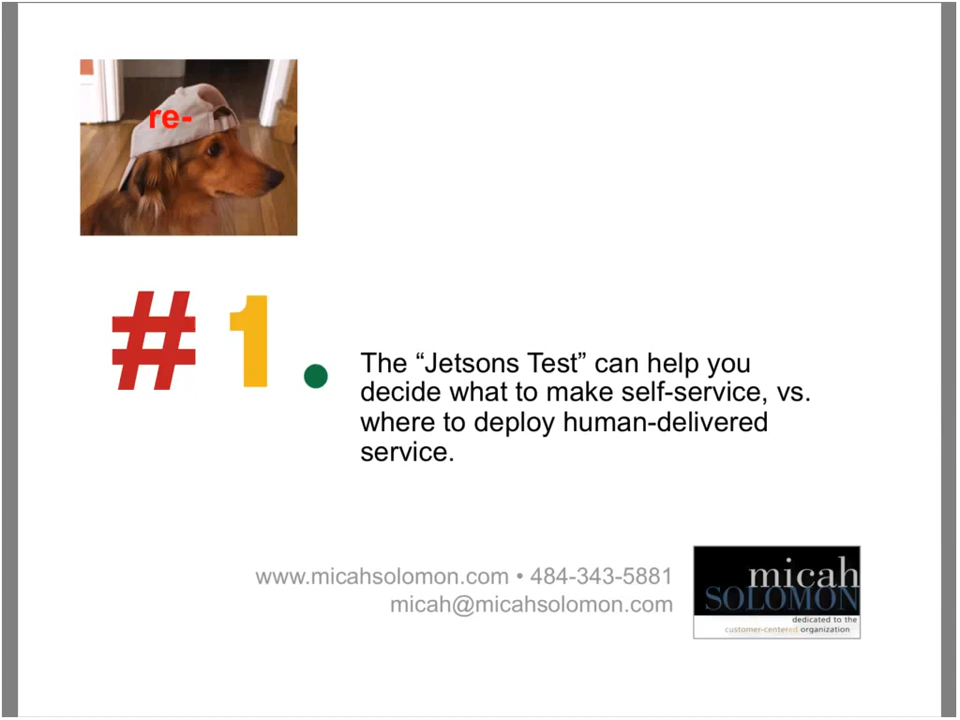 re-
#1.
The “Jetsons Test” can help you
decide what to make self-service, vs.
where to deploy human-delivered
service.
www.micahsolomon.com • 484-343-5881
micah@micahsolomon.com
micah
SOLOMON
dedicated to the
customer-centered organization